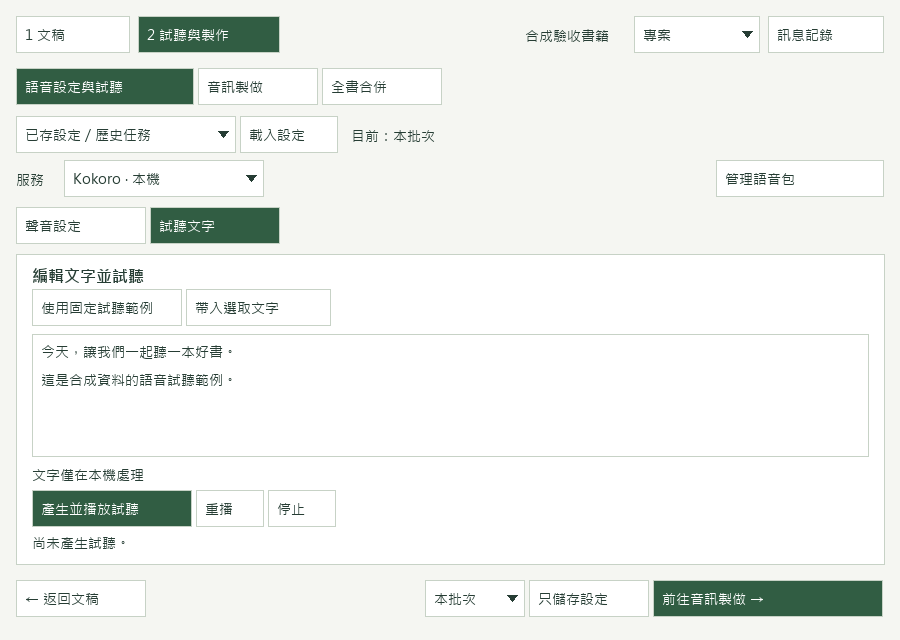 1 文稿 2 試聽與製作 合成驗收書籍 專案 訊息記錄
語音設定與試聽 音訊製做 全書合併
已存設定 / 歷史任務 載入設定 目前：本批次
服務 Kokoro · 本機 管理語音包
聲音設定 試聽文字
編輯文字並試聽
使用固定試聽範例 帶入選取文字
今天，讓我們一起聽一本好書。
這是合成資料的語音試聽範例。
文字僅在本機處理
產生並播放試聽 重播 停止
尚未產生試聽。
← 返回文稿 本批次 只儲存設定 前往音訊製做 →